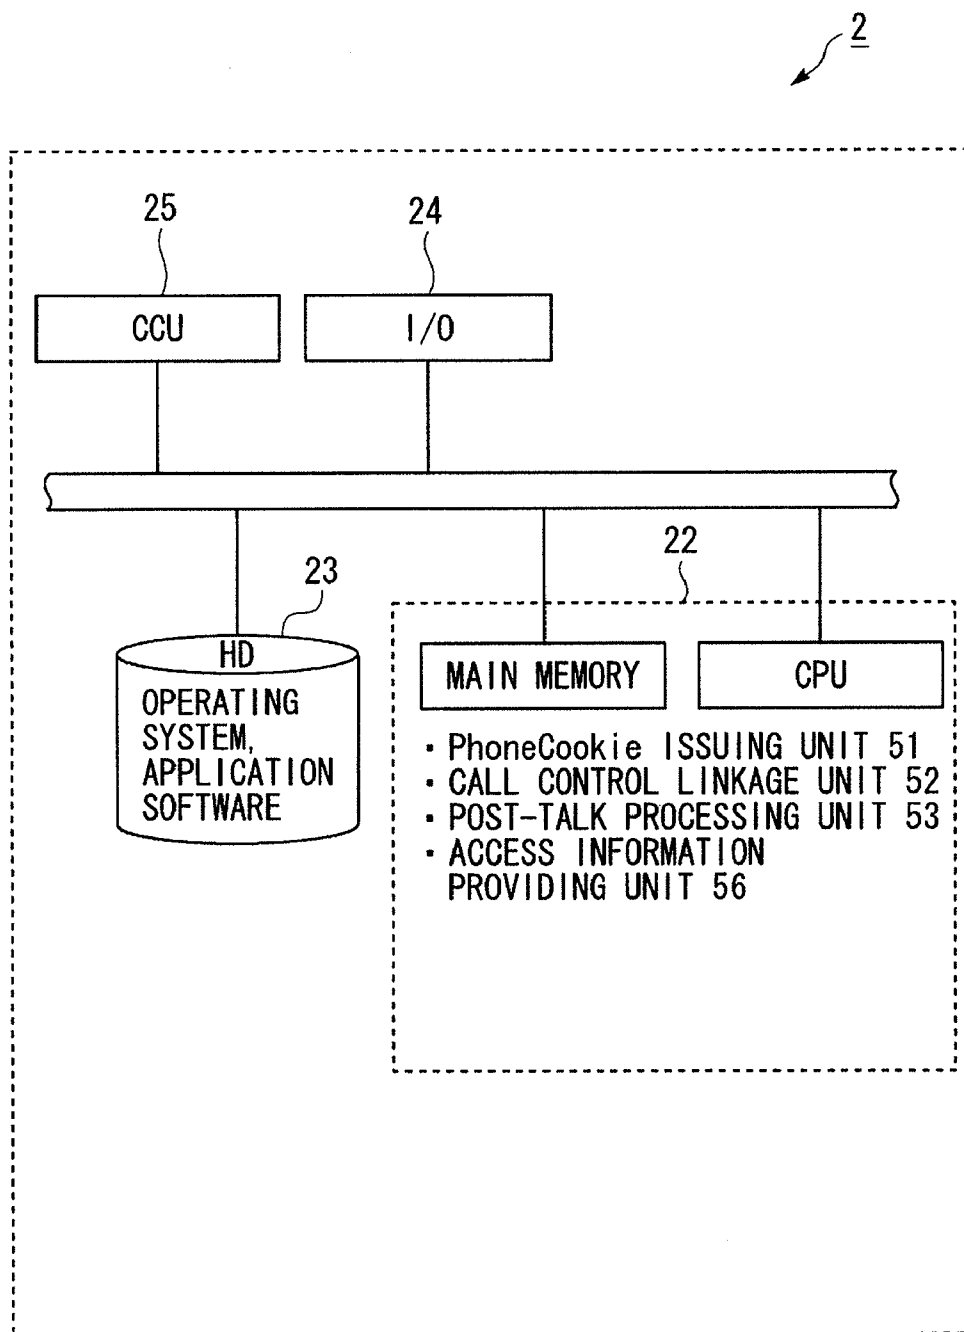 2
25
24
CCU
I/O
22
23
HD
OPERATING
SYSTEM,
APPLICATION
SOFTWARE
MAIN MEMORY
CPU
・PhoneCookie ISSUING UNIT 51
・CALL CONTROL LINKAGE UNIT 52
・POST-TALK PROCESSING UNIT 53
・ACCESS INFORMATION
PROVIDING UNIT 56